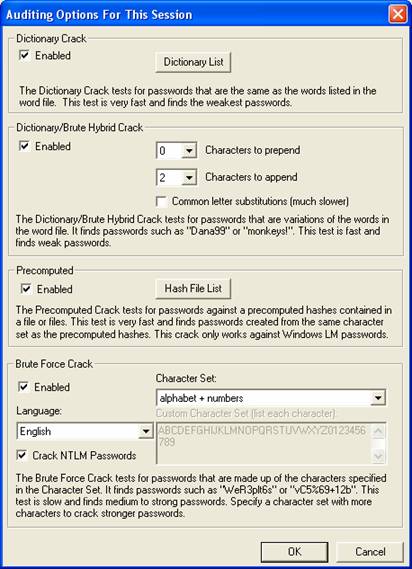 Auditing Options For This Session
Dictionary Crack
Enabled
Dictionary List
The Dictionary Crack tests for passwords that are the same as the words listed in the
word file. This test is very fast and finds the weakest passwords.
Dictionary/Brute Hybrid Crack
Enabled
0 Characters to prepend
2 Characters to append
Common letter substitutions (much slower)
The Dictionary/Brute Hybrid Crack tests for passwords that are variations of the words in
the word file. It finds passwords such as "Dana99" or "monkeys!". This test is fast and
finds weak passwords.
Precomputed
Enabled
Hash File List
The Precomputed Crack tests for passwords against a precomputed hashes contained in
a file or files. This test is very fast and finds passwords created from the same character
set as the precomputed hashes. This crack only works against Windows LM passwords.
Brute Force Crack
Enabled
Character Set:
alphabet + numbers
Language:
English
Custom Character Set (list each character):
ABCDEFGHIJKLMNOPQRSTUVWXYZ0123456
789
Crack NTLM Passwords
The Brute Force Crack tests for passwords that are made up of the characters specified
in the Character Set. It finds passwords such as "WeR3plt6s" or "vC5%69+12b". This
test is slow and finds medium to strong passwords. Specify a character set with more
characters to crack stronger passwords.
OK
Cancel